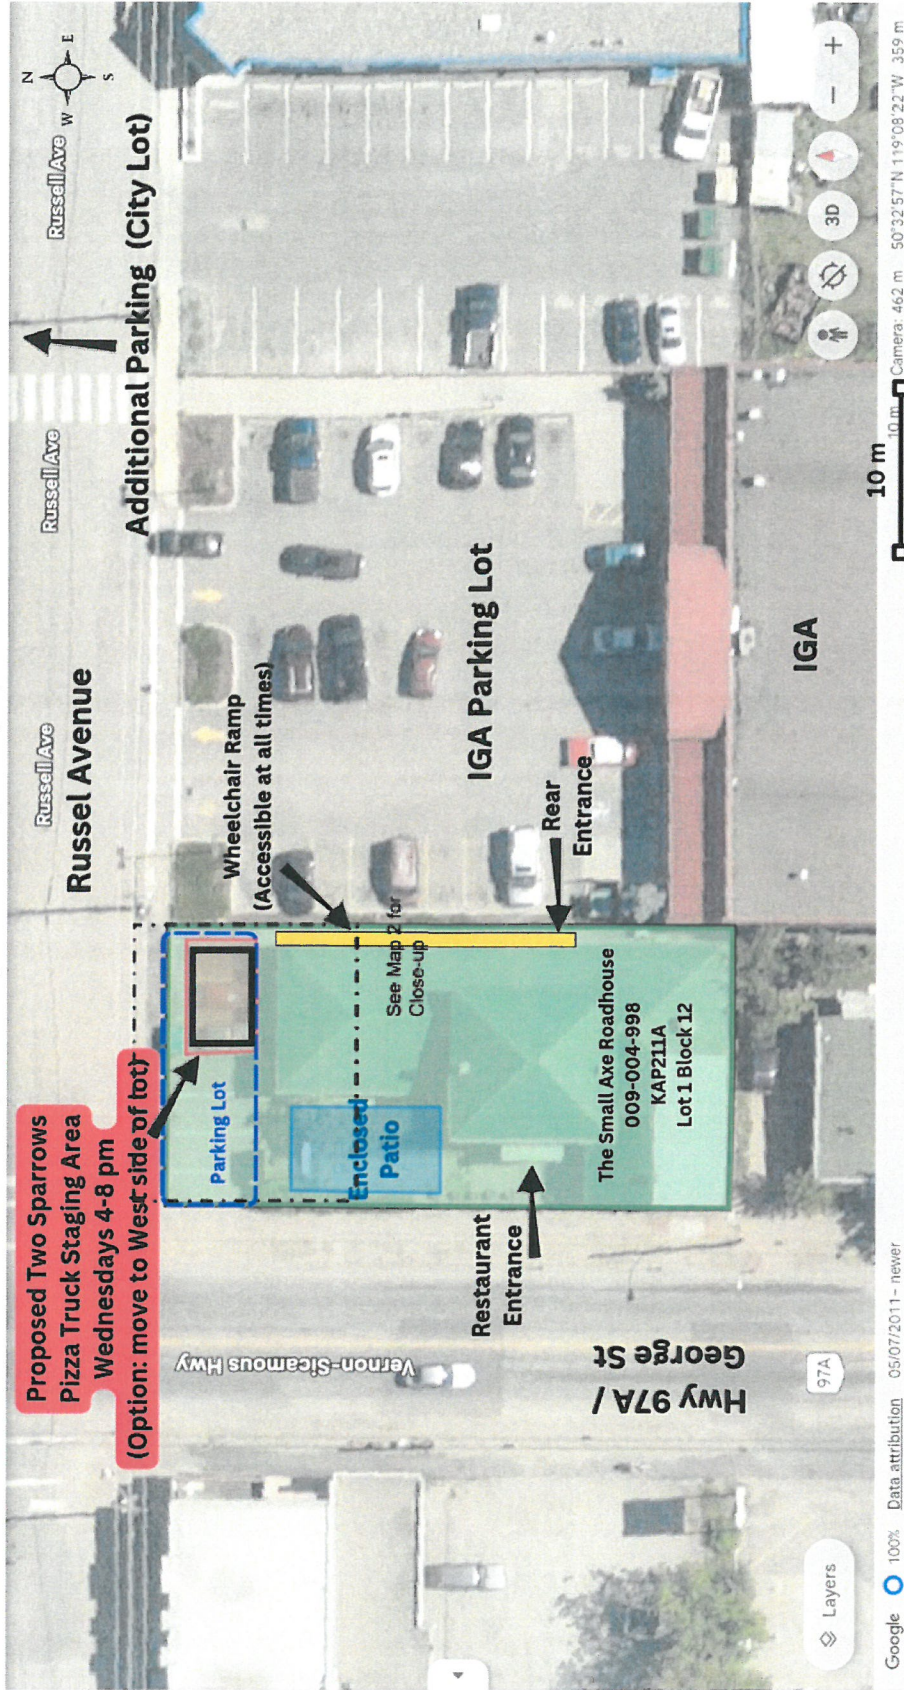 Proposed Two Sparrows
Pizza Truck Staging Area
Wednesdays 4-8 pm
(Option: move to West side of lot)
Russell Ave
Russell Ave
Russell Ave
Russel Avenue
N
W
E
S
Additional Parking (City Lot)
Wheelchair Ramp
(Accessible at all times)
Parking Lot
Enclosed
Patio
See Map 2 for
Close-up
IGA Parking Lot
Rear
Entrance
Restaurant
Entrance
The Small Axe Roadhouse
009-004-998
KAP211A
Lot 1 Block 12
Vernon-Sicamous Hwy
Hwy 97A /
George St
97A
IGA
Layers
3D
10 m
Google 100% Data attribution 05/07/2011 - newer 10 m Camera: 462 m 50°32'57"N 119°08'22"W 359 m